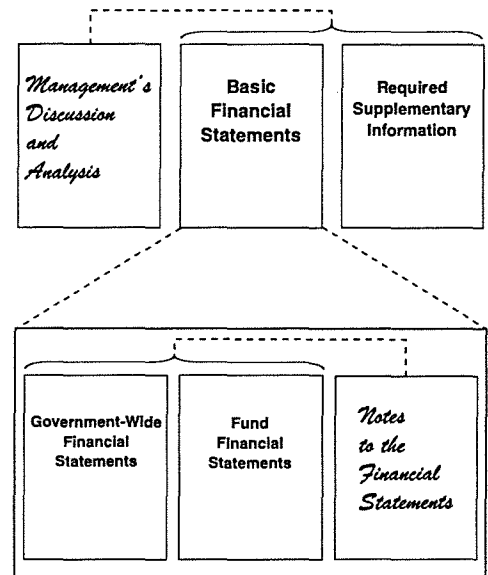 Management's
Discussion
and
Analysis
Basic
Financial
Statements
Required
Supplementary
Information
Government-Wide
Financial
Statements
Fund
Financial
Statements
Notes
to the
Financial
Statements